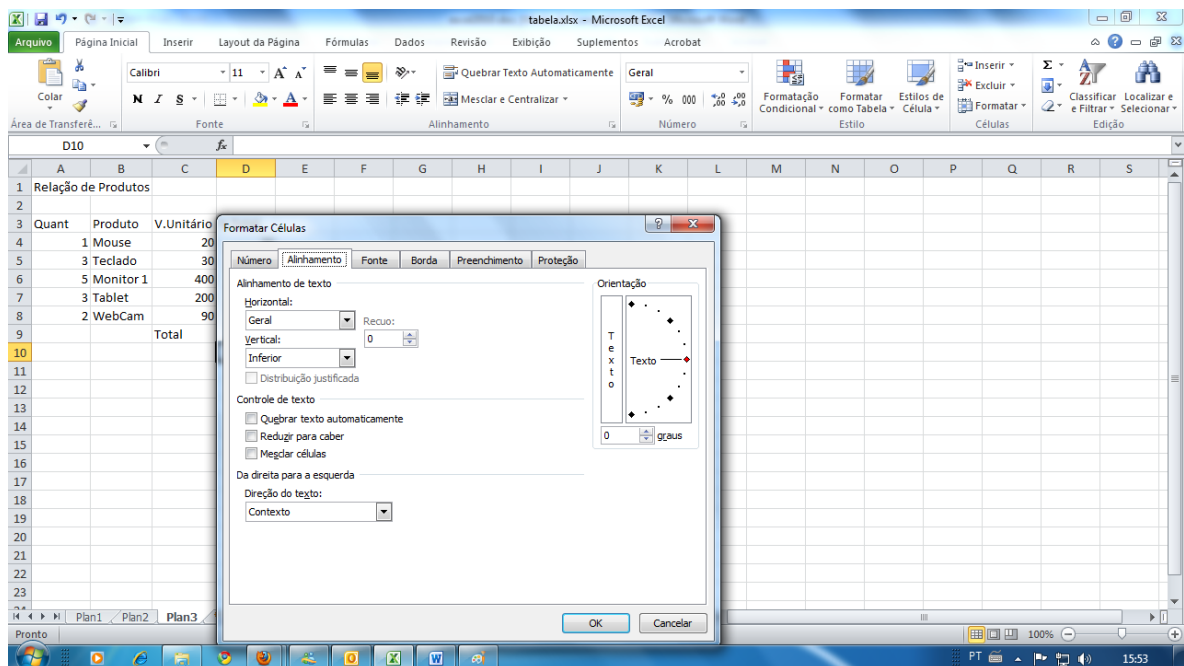 tabela.xlsx - Microsoft Excel
Arquivo Página Inicial Inserir Layout da Página Fórmulas Dados Revisão Exibição Suplementos Acrobat
Colar
Calibri 11
N I S
Quebrar Texto Automaticamente
Mesclar e Centralizar
Geral
% 000
Formatação Condicional
Formatar como Tabela
Estilos de Célula
Inserir
Excluir
Formatar
Classificar e Filtrar
Localizar e Selecionar
Área de Transferê... Fonte Alinhamento Número Estilo Células Edição
D10 fx
A B C D E F G H I J K L M N O P Q R S
1 Relação de Produtos
2
3 Quant Produto V.Unitário
4 1 Mouse 20
5 3 Teclado 30
6 5 Monitor 1 400
7 3 Tablet 200
8 2 WebCam 90
9 Total
10
11
12
13
14
15
16
17
18
19
20
21
22
23
Formatar Células
Número Alinhamento Fonte Borda Preenchimento Proteção
Alinhamento de texto
Horizontal:
Geral
Recuo:
0
Vertical:
Inferior
Distribuição justificada
Controle de texto
Quebrar texto automaticamente
Reduzir para caber
Mesclar células
Da direita para a esquerda
Direção do texto:
Contexto
Orientação
Texto
Texto
0 graus
OK Cancelar
Plan1 Plan2 Plan3
Pronto 100%
PT 15:53